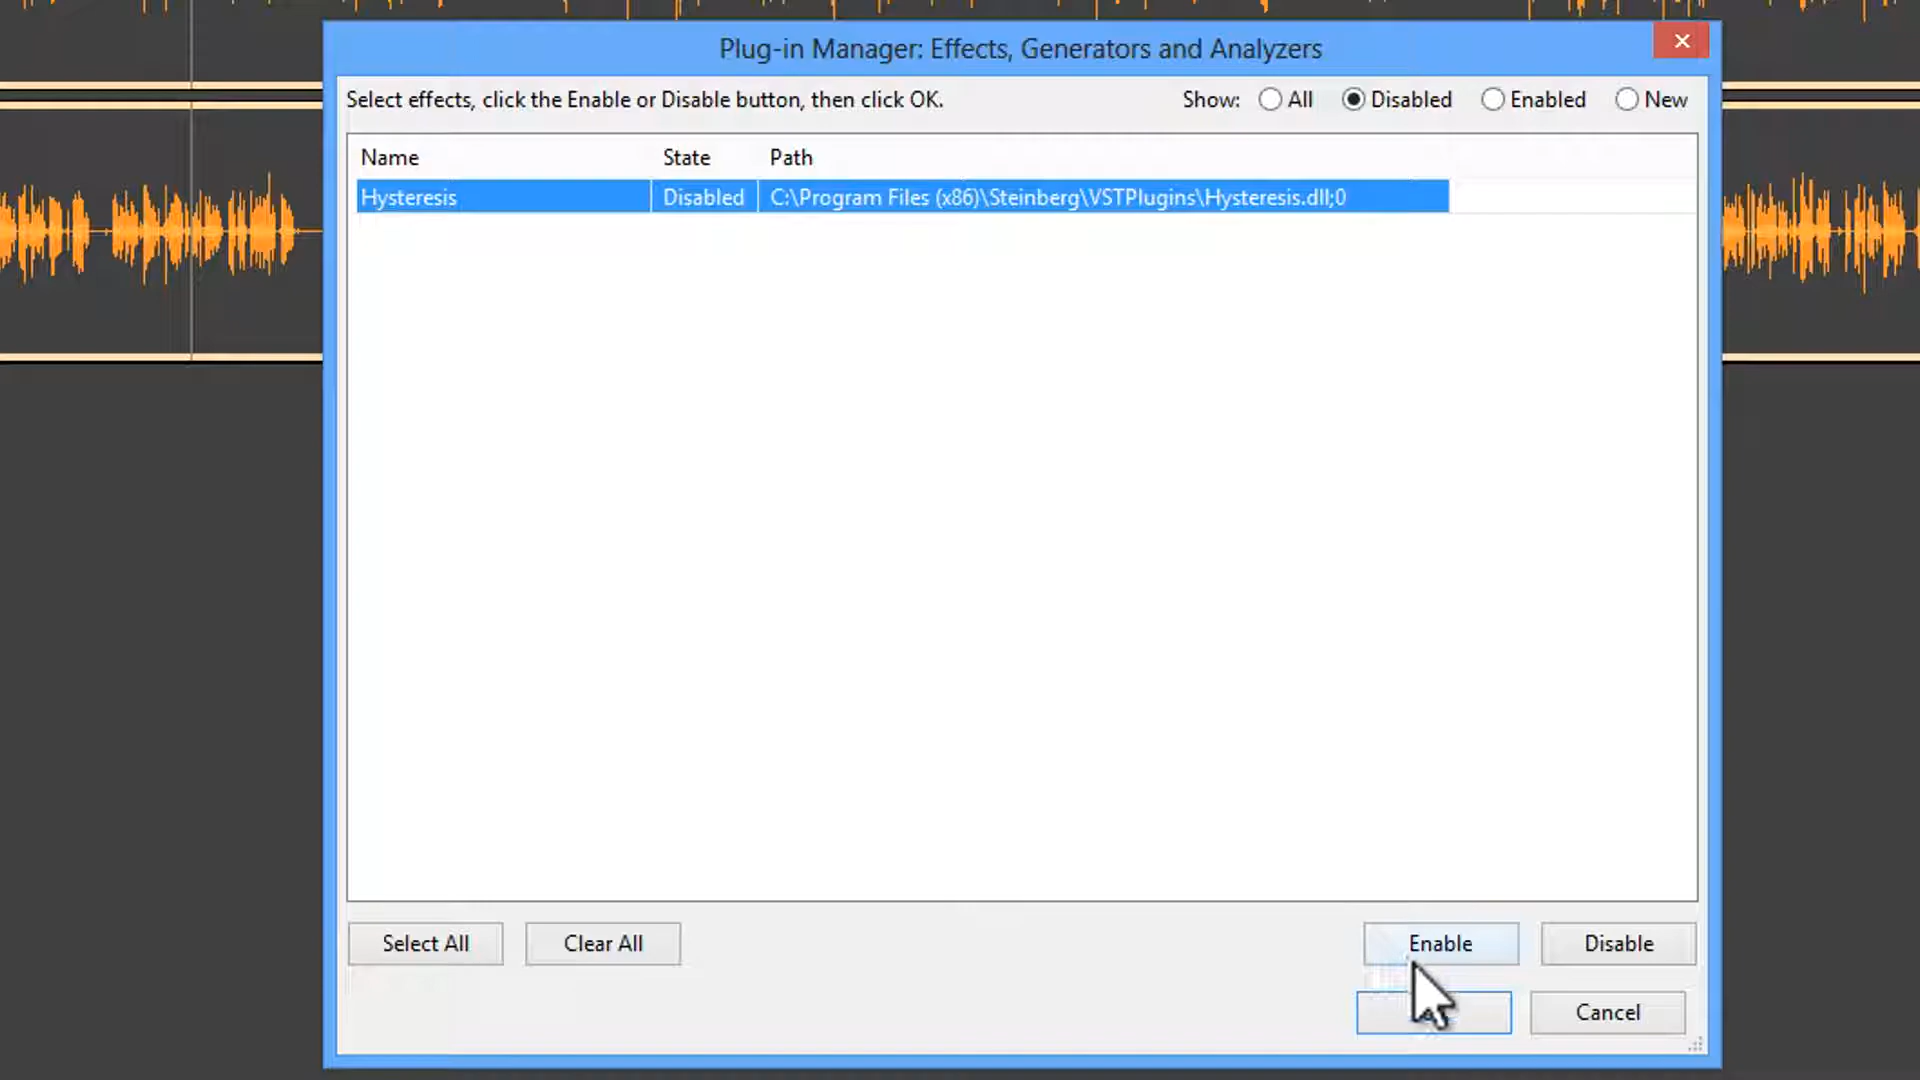 Plug-in Manager: Effects, Generators and Analyzers
Select effects, click the Enable or Disable button, then click OK.
Show: All Disabled Enabled New
Name State Path
Hysteresis Disabled C:\Program Files (x86)\Steinberg\VSTPlugins\Hysteresis.dll;0
Select All Clear All Enable Disable
Cancel